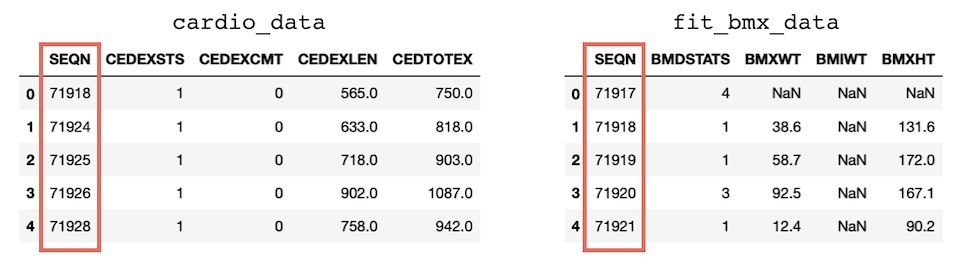 cardio_data fit_bmx_data
SEQN CEDEXSTS CEDEXCMT CEDEXLEN CEDTOTEX SEQN BMDSTATS BMXWT BMIWT BMXHT
0 71918 1 0 565.0 750.0 0 71917 4 NaN NaN NaN
1 71924 1 0 633.0 818.0 1 71918 1 38.6 NaN 131.6
2 71925 1 0 718.0 903.0 2 71919 1 58.7 NaN 172.0
3 71926 1 0 902.0 1087.0 3 71920 3 92.5 NaN 167.1
4 71928 1 0 758.0 942.0 4 71921 1 12.4 NaN 90.2